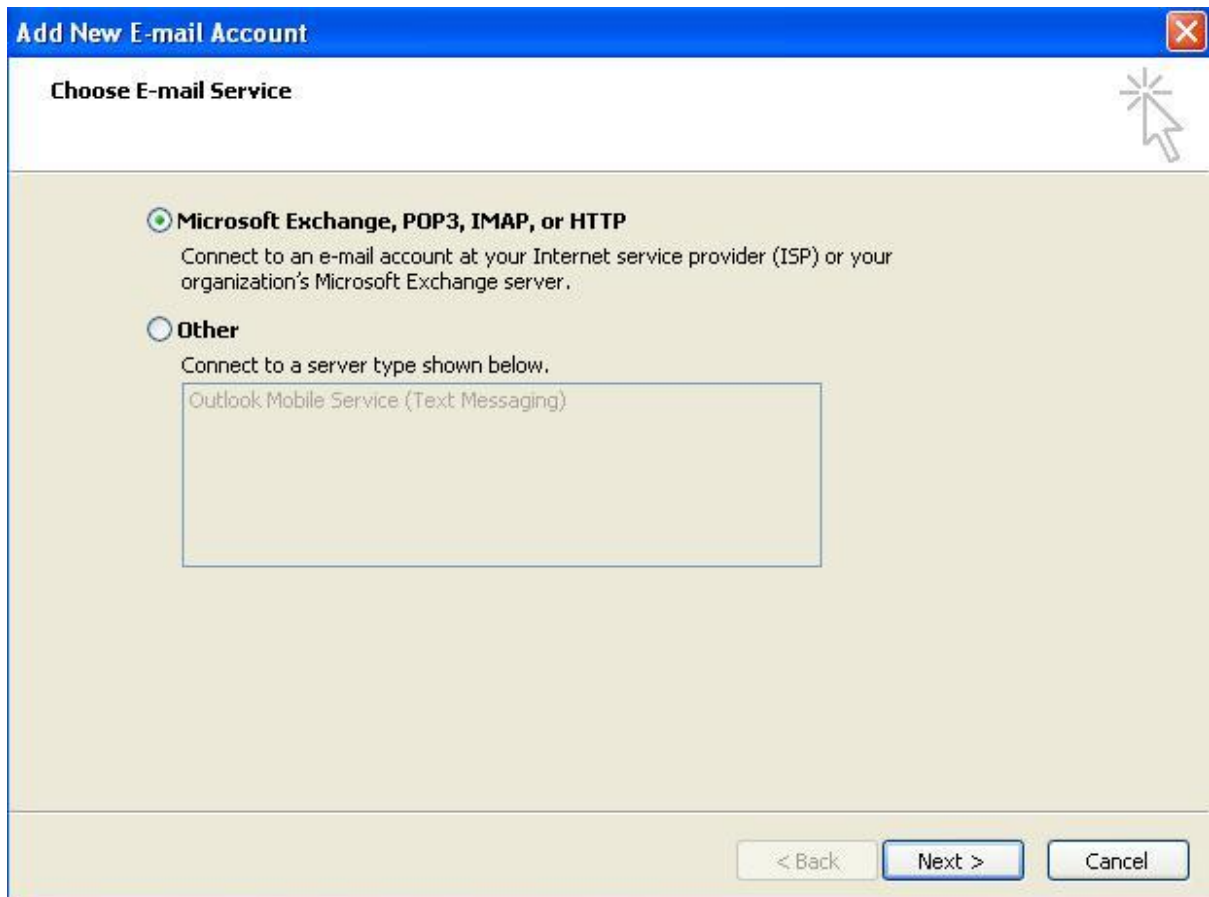 Add New E-mail Account
Choose E-mail Service
Microsoft Exchange, POP3, IMAP, or HTTP
Connect to an e-mail account at your Internet service provider (ISP) or your
organization's Microsoft Exchange server.
Other
Connect to a server type shown below.
Outlook Mobile Service (Text Messaging)
< Back Next > Cancel